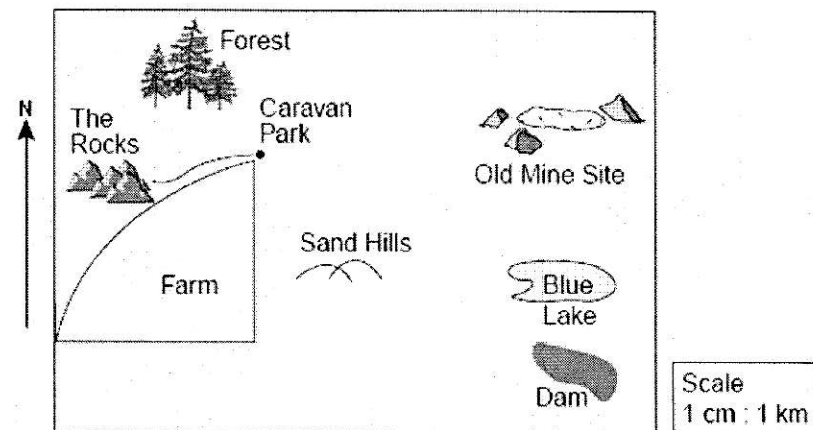 Forest
N
The
Rocks
Caravan
Park
Old Mine Site
Sand Hills
Farm
Blue
Lake
Dam
Scale
1 cm : 1 km